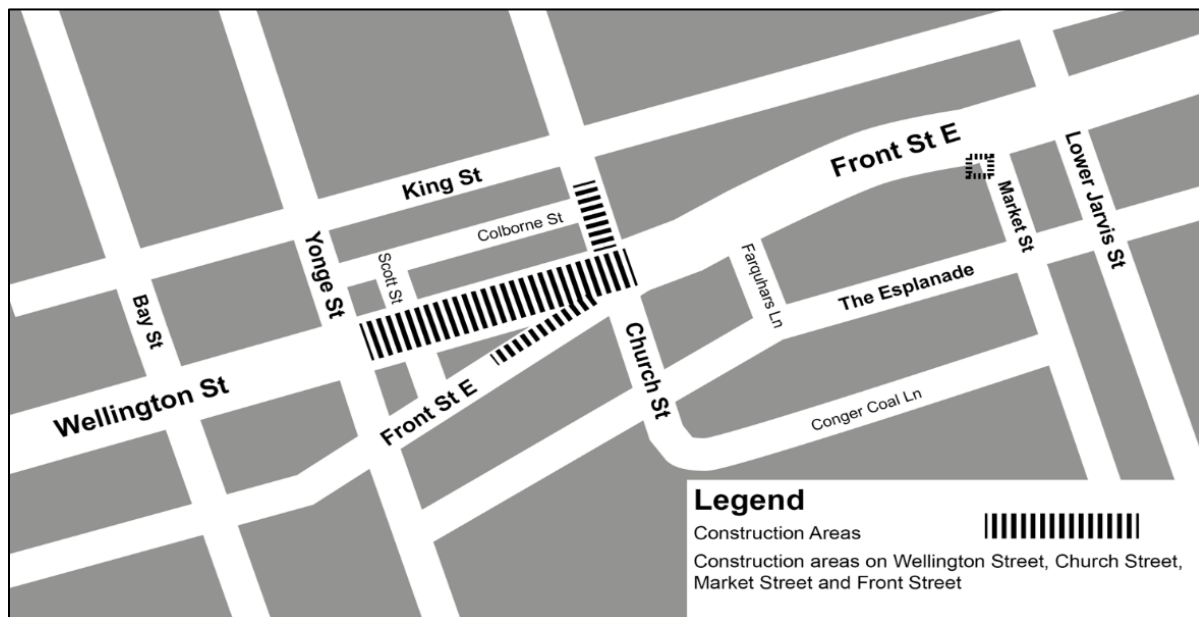 King St
Colborne St
Front St E
Lower Jarvis St
Market St
Yonge St
Scott St
Bay St
Farquhars Ln
The Esplanade
Wellington St
Front St E
Church St
Conger Coal Ln
Legend
Construction Areas
Construction areas on Wellington Street, Church Street,
Market Street and Front Street